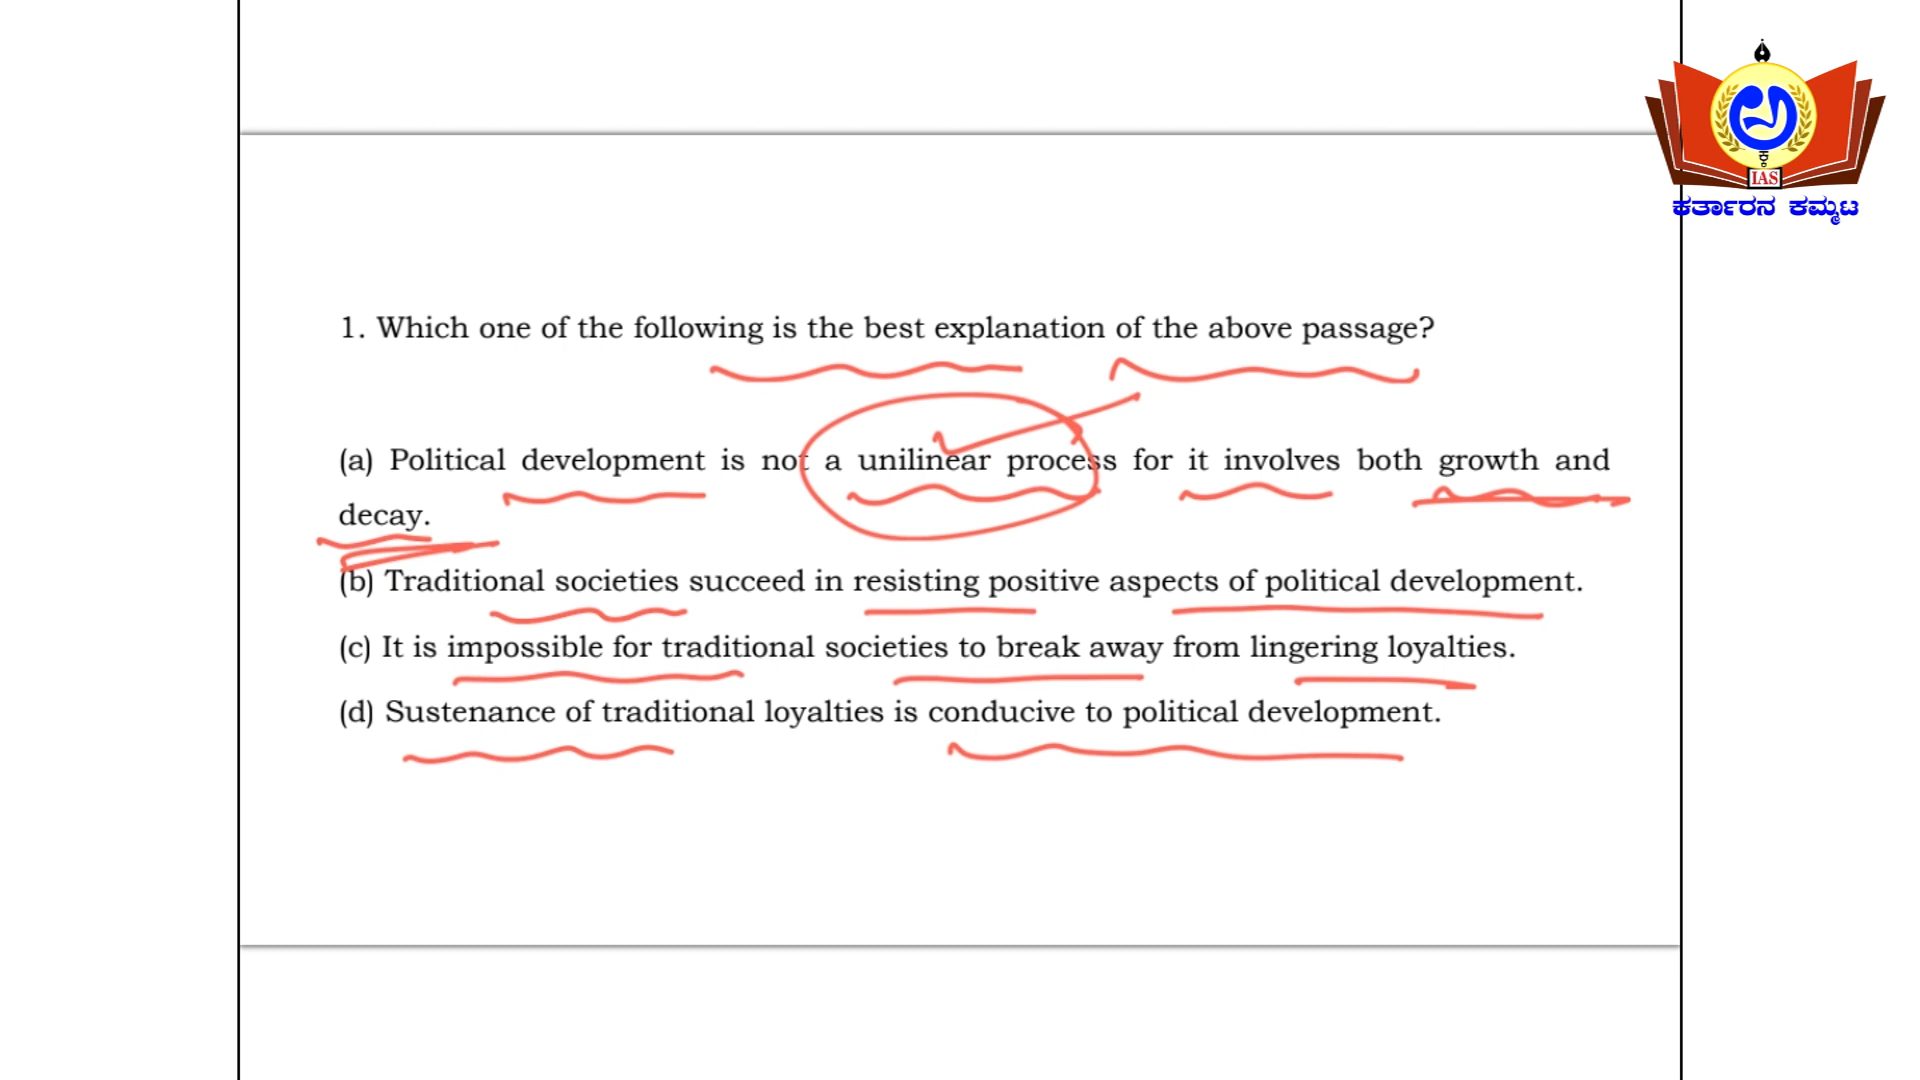 IAS
ಕರ್ತಾರನ ಕಮ್ಮಟ
1. Which one of the following is the best explanation of the above passage?
(a) Political development is not a unilinear process for it involves both growth and
decay.
(b) Traditional societies succeed in resisting positive aspects of political development.
(c) It is impossible for traditional societies to break away from lingering loyalties.
(d) Sustenance of traditional loyalties is conducive to political development.